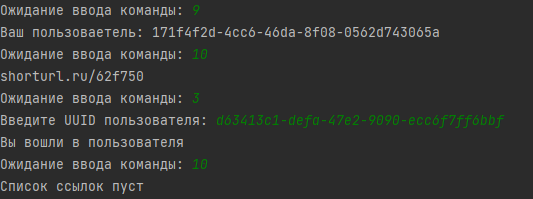 Ожидание ввода команды: 9
Ваш пользоваетель: 171f4f2d-4cc6-46da-8f08-0562d743065a
Ожидание ввода команды: 10
shorturl.ru/62f750
Ожидание ввода команды: 3
Введите UUID пользователя: d63413c1-defa-47e2-9090-ecc6f7ff6bbf
Вы вошли в пользователя
Ожидание ввода команды: 10
Список ссылок пуст